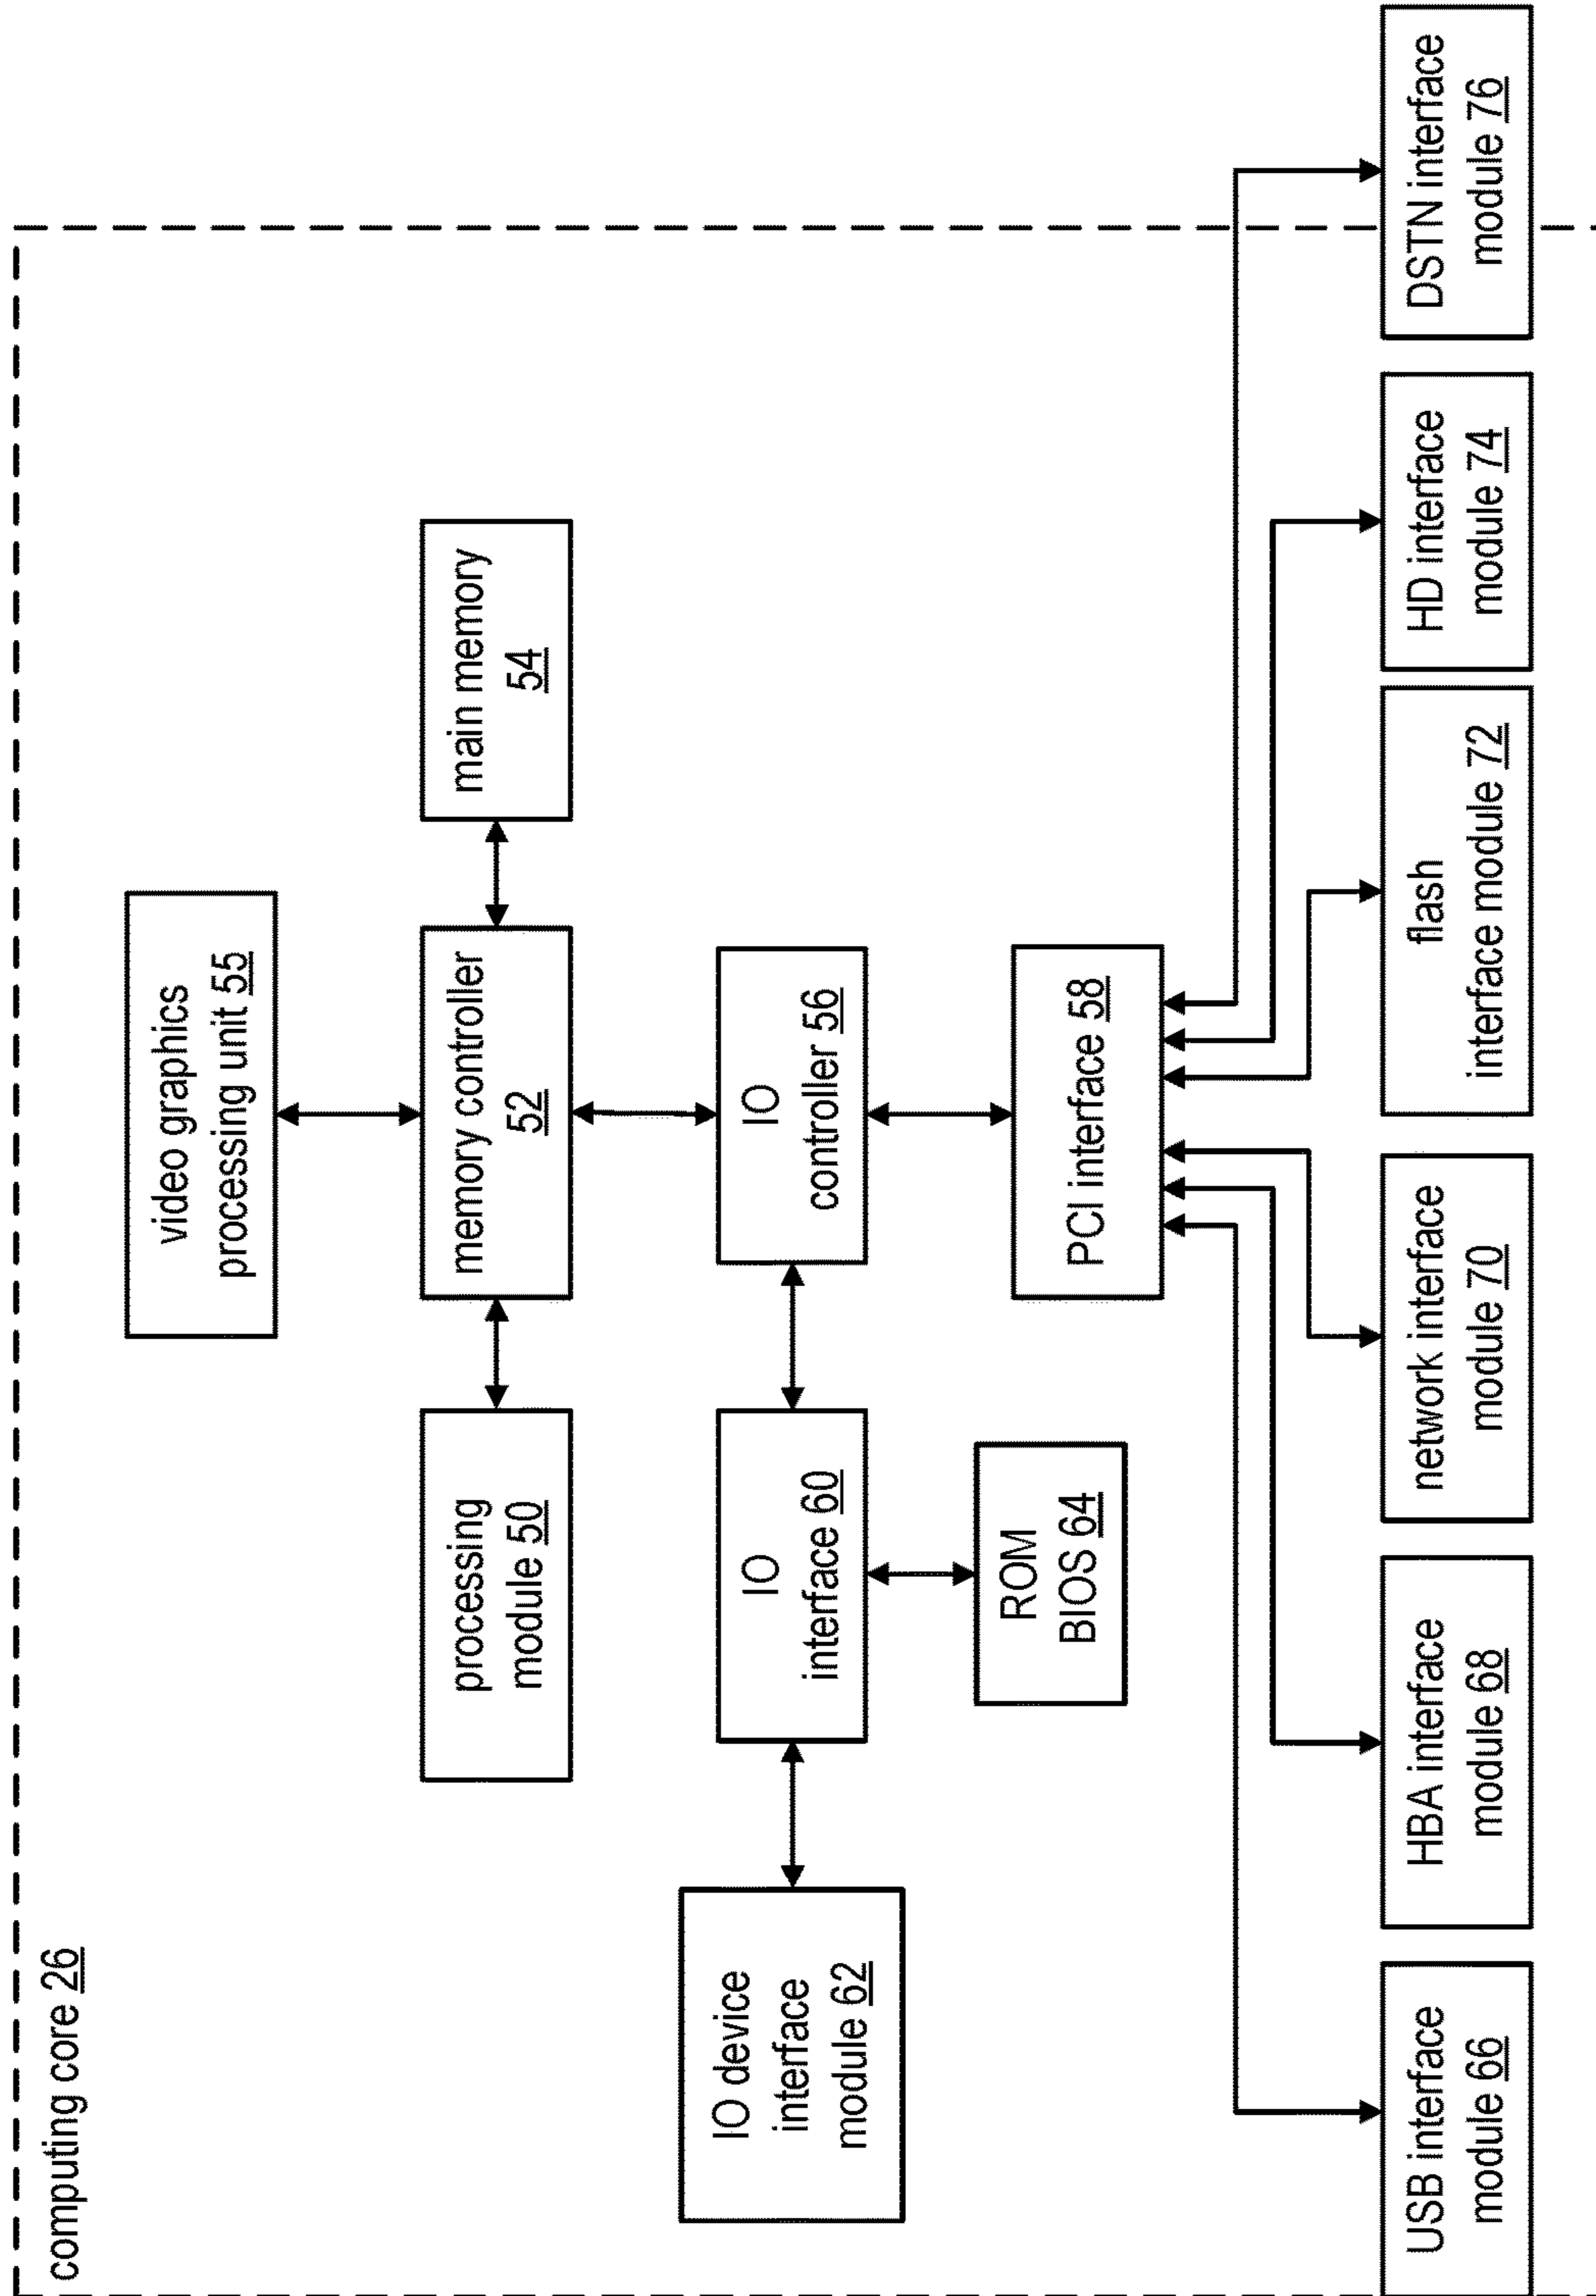 computing core 26
video graphics
processing unit 55
processing
module 50
memory controller
52
main memory
54
IO device
interface
module 62
IO
interface 60
IO
controller 56
ROM
BIOS 64
PCI interface 58
USB interface
module 66
HBA interface
module 68
network interface
module 70
flash
interface module 72
HD interface
module 74
DSTN interface
module 76